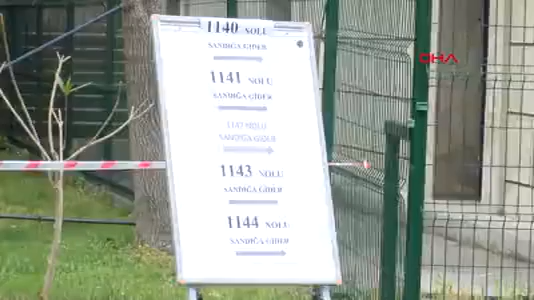 1140 NOLU
SANDIĞA GİDER
1141 NOLU
SANDIĞA GİDER
NOLU
SANDIĞA GİDER
1143 NOLU
SANDIĞA GİDER
1144 NOLU
SANDIĞA GİDER
DHA